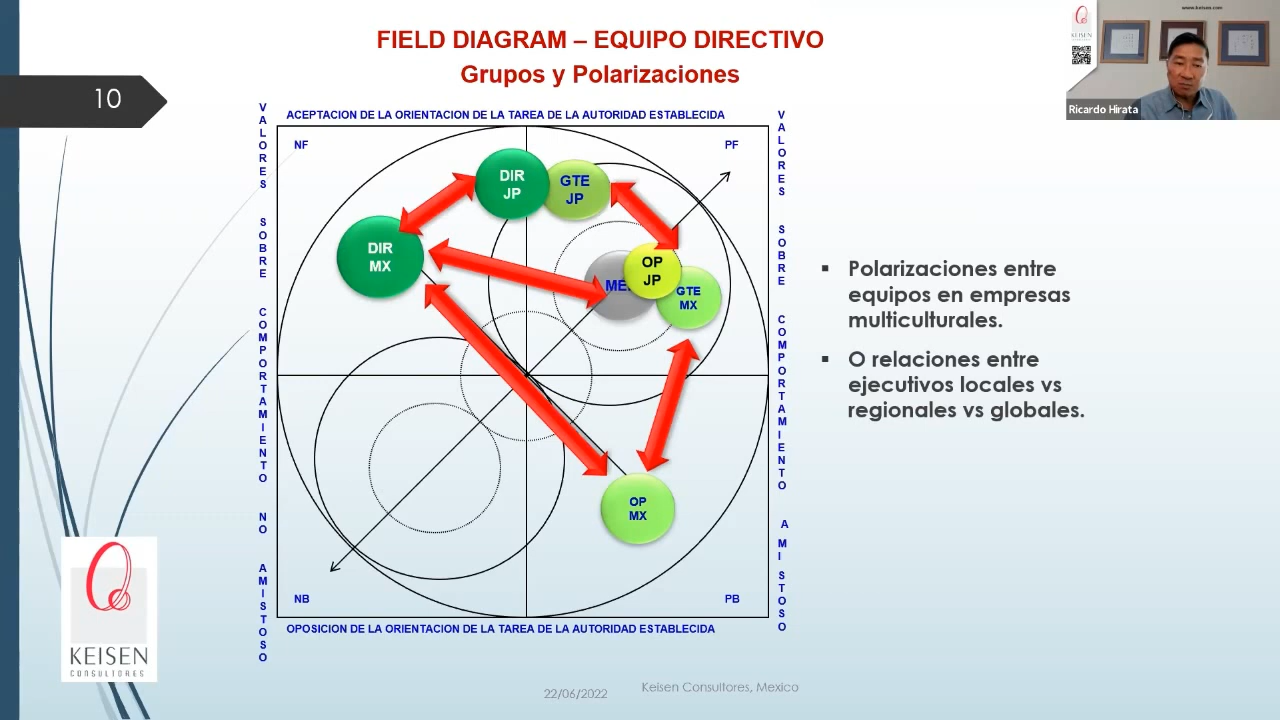 FIELD DIAGRAM – EQUIPO DIRECTIVO
Grupos y Polarizaciones
www.keisen.com
Ricardo Hirata
10
ACEPTACION DE LA ORIENTACION DE LA TAREA DE LA AUTORIDAD ESTABLECIDA
VALORES SOBRE COMPORTAMIENTO NO AMISTOSO
NF
PF
DIR
JP
GTE
JP
DIR
MX
OP
JP
GTE
MX
OP
MX
NB
PB
VALORES SOBRE COMPORTAMIENTO A MISTOSO
OPOSICION DE LA ORIENTACION DE LA TAREA DE LA AUTORIDAD ESTABLECIDA
▪ Polarizaciones entre
equipos en empresas
multiculturales.
▪ O relaciones entre
ejecutivos locales vs
regionales vs globales.
KEISEN
CONSULTORES
22/06/2022
Keisen Consultores, Mexico